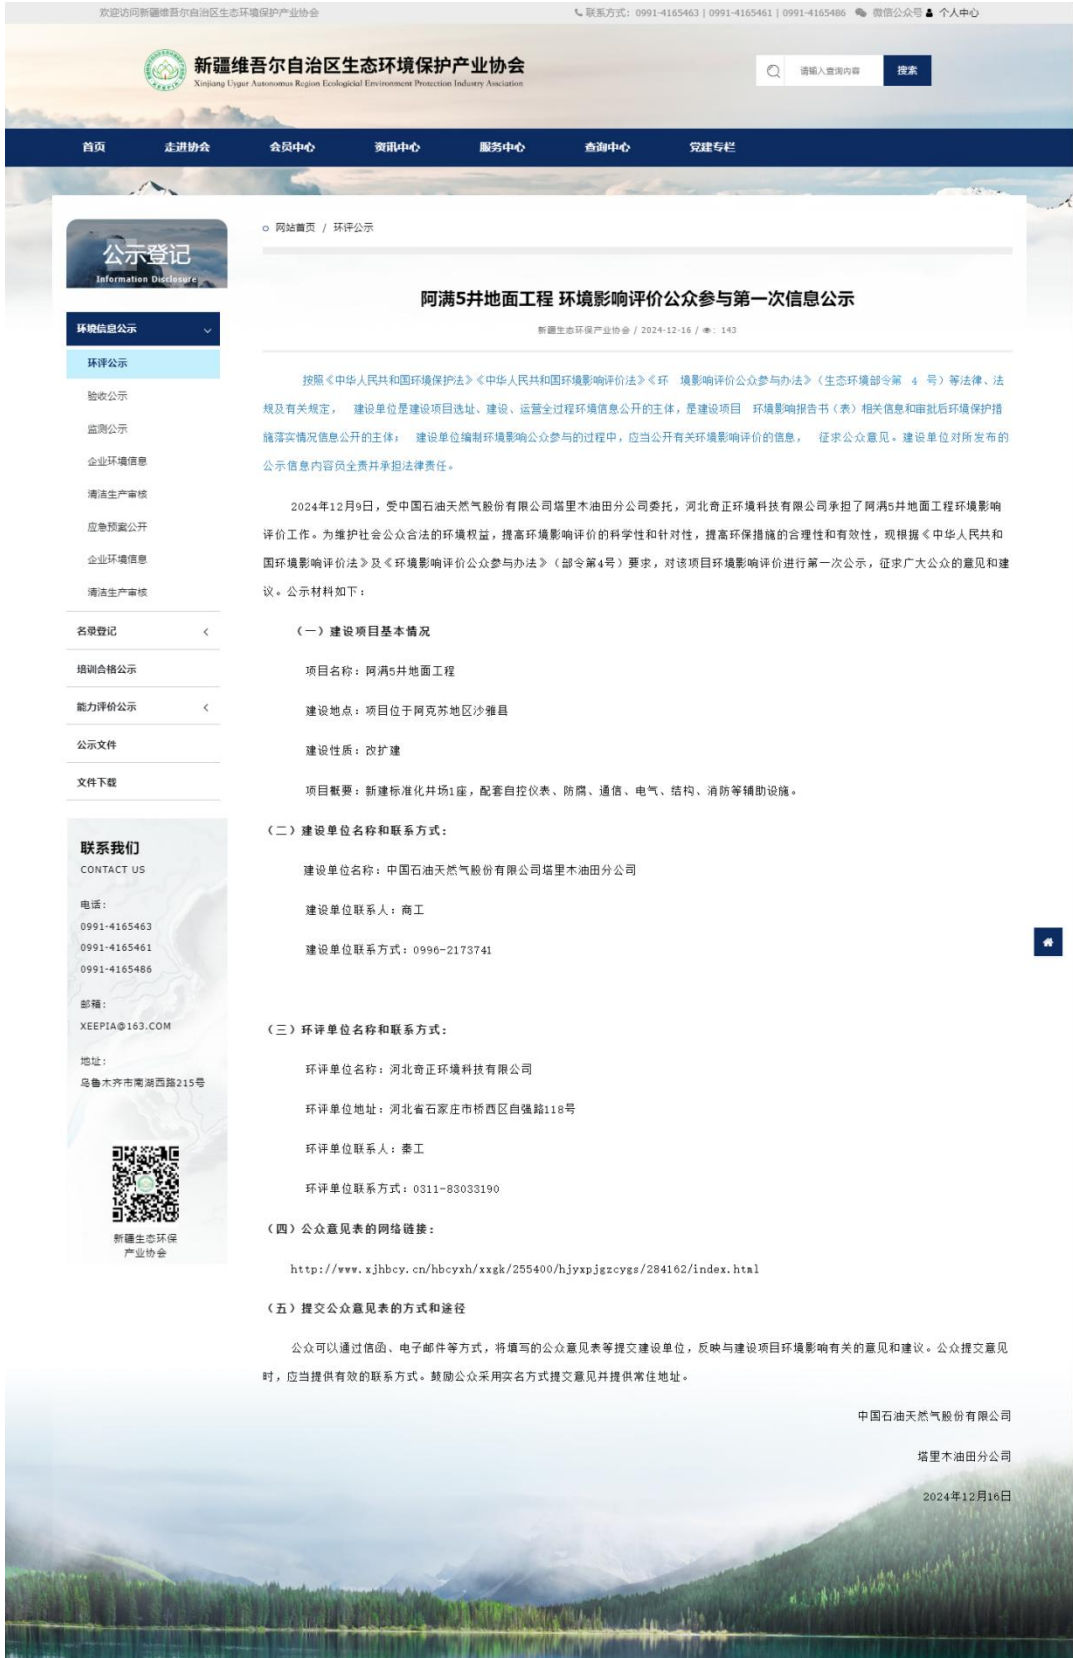 欢迎访问新疆维吾尔自治区生态环境保护产业协会
联系方式：0991-4165463 | 0991-4165461 | 0991-4165486 微信公众号 个人中心
新疆维吾尔自治区生态环境保护产业协会
Xinjiang Uygur Autonomous Region Ecologicial Environment Protection Industry Asociation
XEEPIA
请输入查询内容 搜索
首页 走进协会 会员中心 资讯中心 服务中心 查询中心 党建专栏
公示登记
Information Disclosure
环境信息公示
环评公示
验收公示
监测公示
企业环境信息
清洁生产审核
应急预案公开
企业环境信息
清洁生产审核
名录登记
培训合格公示
能力评价公示
公示文件
文件下载
联系我们
CONTACT US
电话：
0991-4165463
0991-4165461
0991-4165486
邮箱：
XEEPIA@163.COM
地址：
乌鲁木齐市南湖西路215号
新疆生态环保
产业协会
网站首页 / 环评公示
阿满5井地面工程 环境影响评价公众参与第一次信息公示
新疆生态环保产业协会 / 2024-12-16 / ：143
按照《中华人民共和国环境保护法》《中华人民共和国环境影响评价法》《环 境影响评价公众参与办法》（生态环境部令第 4 号）等法律、法
规及有关规定， 建设单位是建设项目选址、建设、运营全过程环境信息公开的主体，是建设项目 环境影响报告书（表）相关信息和审批后环境保护措
施落实情况信息公开的主体； 建设单位编制环境影响公众参与的过程中，应当公开有关环境影响评价的信息， 征求公众意见。建设单位对所发布的
公示信息内容负全责并承担法律责任。
2024年12月9日，受中国石油天然气股份有限公司塔里木油田分公司委托，河北奇正环境科技有限公司承担了阿满5井地面工程环境影响
评价工作。为维护社会公众合法的环境权益，提高环境影响评价的科学性和针对性，提高环保措施的合理性和有效性，现根据《中华人民共和
国环境影响评价法》及《环境影响评价公众参与办法》（部令第4号）要求，对该项目环境影响评价进行第一次公示，征求广大公众的意见和建
议。公示材料如下：
（一）建设项目基本情况
项目名称：阿满5井地面工程
建设地点：项目位于阿克苏地区沙雅县
建设性质：改扩建
项目概要：新建标准化井场1座，配套自控仪表、防腐、通信、电气、结构、消防等辅助设施。
（二）建设单位名称和联系方式：
建设单位名称：中国石油天然气股份有限公司塔里木油田分公司
建设单位联系人：商工
建设单位联系方式：0996-2173741
（三）环评单位名称和联系方式：
环评单位名称：河北奇正环境科技有限公司
环评单位地址：河北省石家庄市桥西区自强路118号
环评单位联系人：秦工
环评单位联系方式：0311-83033190
（四）公众意见表的网络链接：
http://www.xjhbcy.cn/hbcyxh/xxgk/255400/hjyxpjgzcygs/284162/index.html
（五）提交公众意见表的方式和途径
公众可以通过信函、电子邮件等方式，将填写的公众意见表等提交建设单位，反映与建设项目环境影响有关的意见和建议。公众提交意见
时，应当提供有效的联系方式。鼓励公众采用实名方式提交意见并提供常住地址。
中国石油天然气股份有限公司
塔里木油田分公司
2024年12月16日